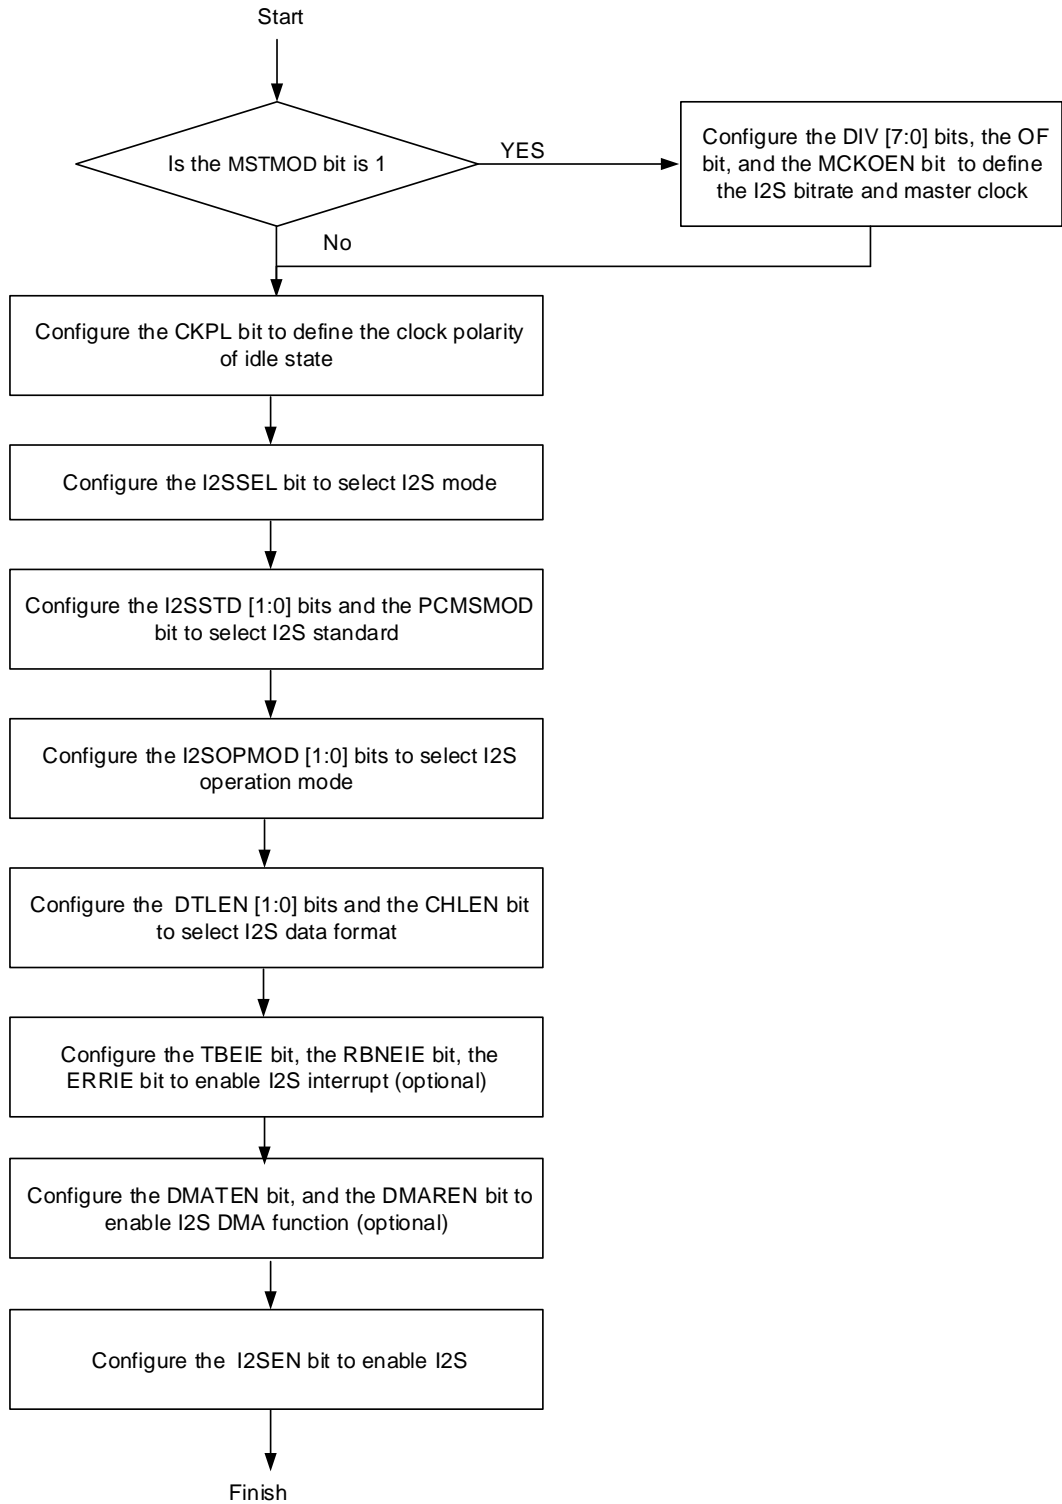 Start
Is the MSTMOD bit is 1
YES
Configure the DIV [7:0] bits, the OF
bit, and the MCKOEN bit to define
the I2S bitrate and master clock
No
Configure the CKPL bit to define the clock polarity
of idle state
Configure the I2SSEL bit to select I2S mode
Configure the I2SSTD [1:0] bits and the PCMSMOD
bit to select I2S standard
Configure the I2SOPMOD [1:0] bits to select I2S
operation mode
Configure the DTLEN [1:0] bits and the CHLEN bit
to select I2S data format
Configure the TBEIE bit, the RBNEIE bit, the
ERRIE bit to enable I2S interrupt (optional)
Configure the DMATEN bit, and the DMAREN bit to
enable I2S DMA function (optional)
Configure the I2SEN bit to enable I2S
Finish